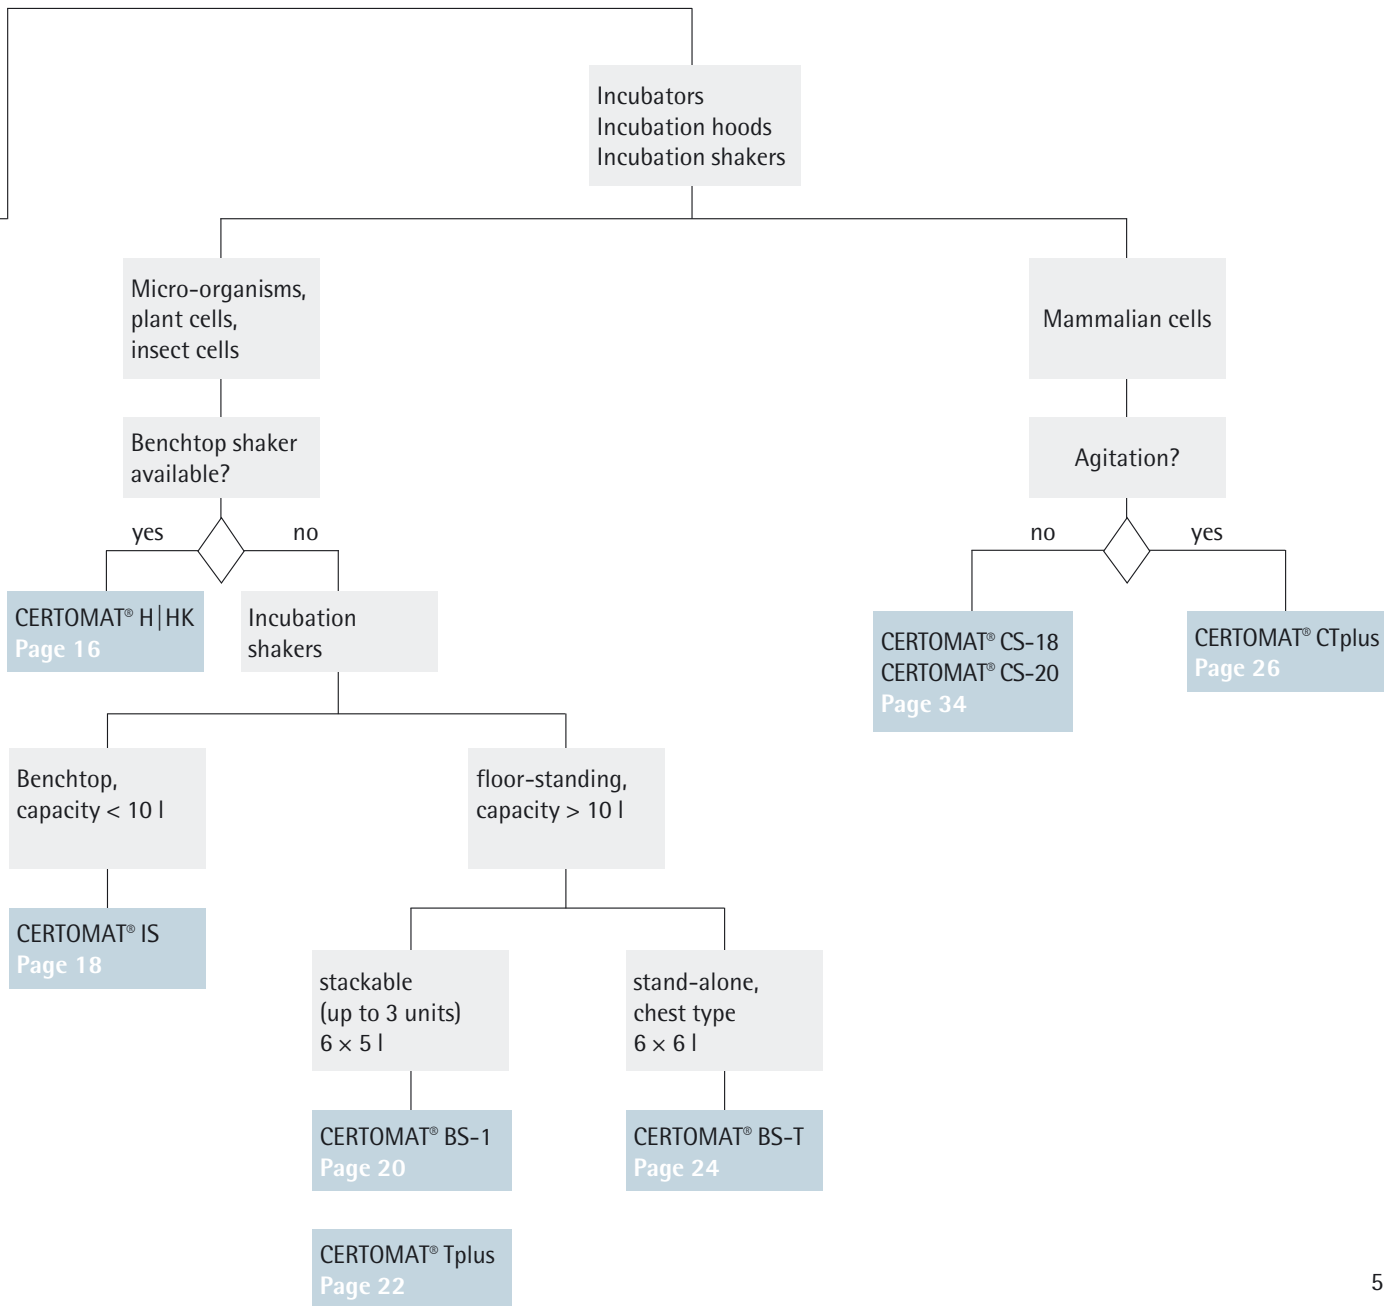 Incubators
Incubation hoods
Incubation shakers
Micro-organisms,
plant cells,
insect cells
Mammalian cells
Benchtop shaker
available?
Agitation?
yes
no
no
yes
CERTOMAT® H|HK
Page 16
Incubation
shakers
CERTOMAT® CS-18
CERTOMAT® CS-20
Page 34
CERTOMAT® CTplus
Page 26
Benchtop,
capacity < 10 l
floor-standing,
capacity > 10 l
CERTOMAT® IS
Page 18
stackable
(up to 3 units)
6 × 5 l
stand-alone,
chest type
6 × 6 l
CERTOMAT® BS-1
Page 20
CERTOMAT® BS-T
Page 24
CERTOMAT® Tplus
Page 22
5